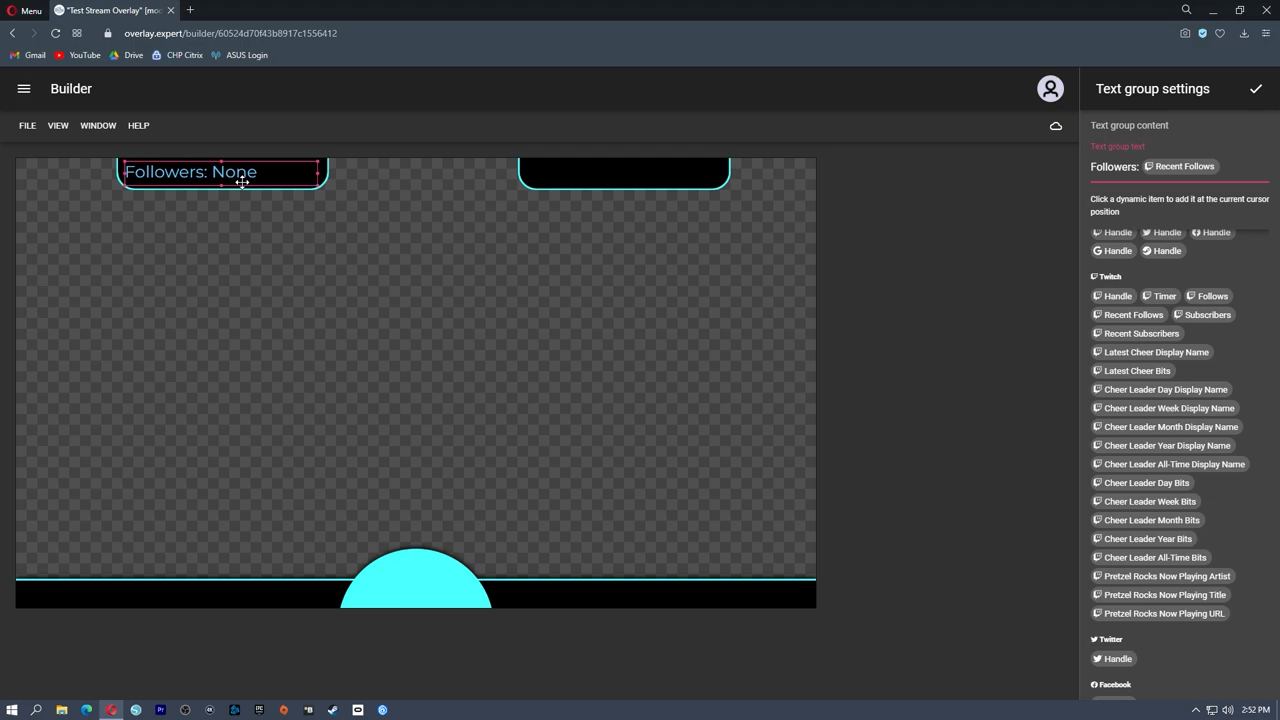 Menu
"Test Stream Overlay" [moc
overlay.expert/builder/60524d70f43b8917c1556412
Gmail YouTube Drive CHP Citrix ASUS Login
Builder
FILE VIEW WINDOW HELP
Followers: None
Text group settings
Text group content
Text group text
Followers: Recent Follows
Click a dynamic item to add it at the current cursor
position
Handle Handle Handle
Handle Handle
Twitch
Handle Timer Follows
Recent Follows Subscribers
Recent Subscribers
Latest Cheer Display Name
Latest Cheer Bits
Cheer Leader Day Display Name
Cheer Leader Week Display Name
Cheer Leader Month Display Name
Cheer Leader Year Display Name
Cheer Leader All-Time Display Name
Cheer Leader Day Bits
Cheer Leader Week Bits
Cheer Leader Month Bits
Cheer Leader Year Bits
Cheer Leader All-Time Bits
Pretzel Rocks Now Playing Artist
Pretzel Rocks Now Playing Title
Pretzel Rocks Now Playing URL
Twitter
Handle
Facebook
2:52 PM